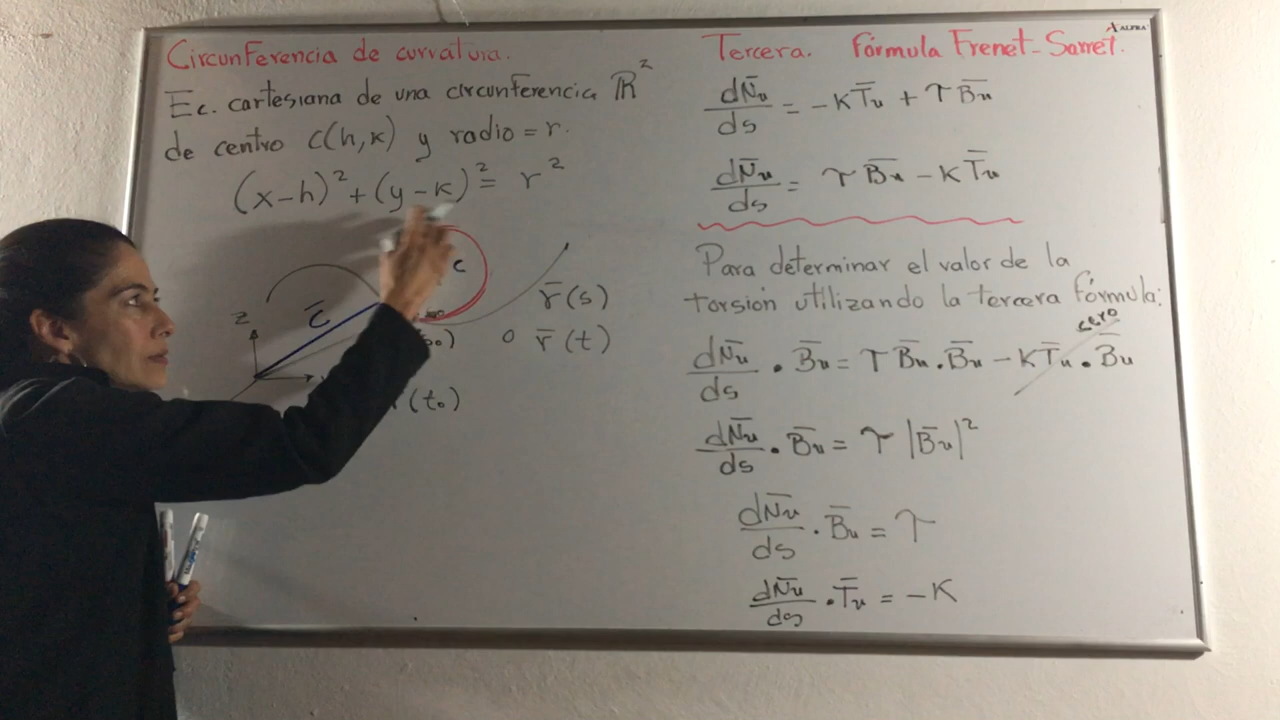 Circunferencia de curvatura.
Ec. cartesiana de una circunferencia ℝ²
de centro c(h,k) y radio = r.
(x-h)² + (y-k)² = r²
c
z
c̄
r̄(s)
o r̄(t)
(t₀)
ALFRA
Tercera. Fórmula Frenet-Sarret.
dN̄u/ds = -κT̄u + τB̄u
dN̄u/ds = τB̄u - κT̄u
Para determinar el valor de la
torsión utilizando la tercera fórmula:
cero
dN̄u/ds • B̄u = τ B̄u . B̄u - κT̄u • B̄u
dN̄u/ds • B̄u = τ |B̄u|²
dN̄u/ds . B̄u = τ
dN̄u/ds . T̄u = -κ